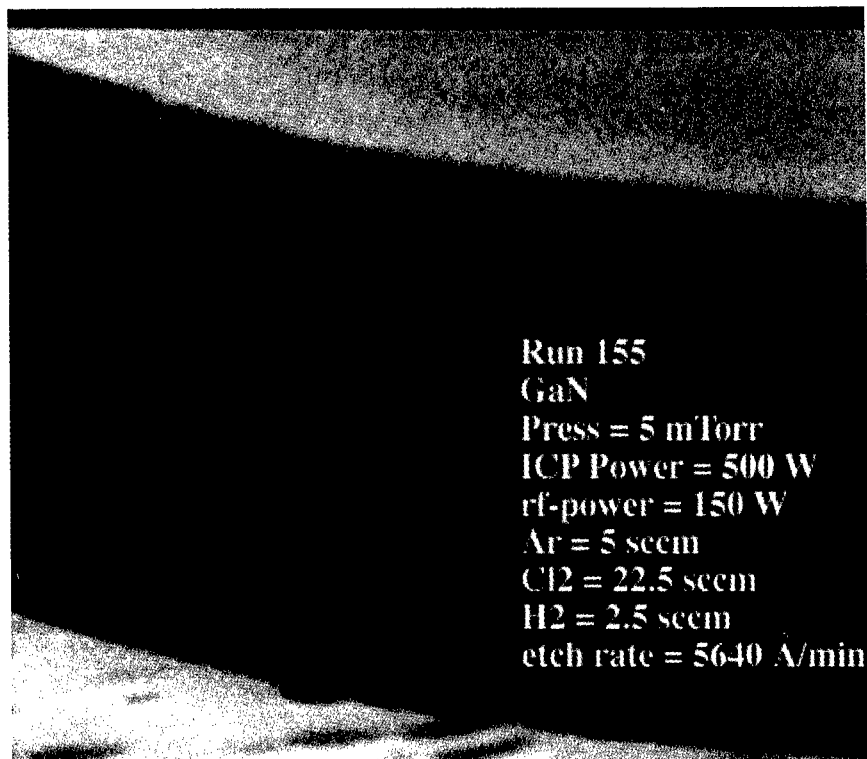 Run 155
GaN
Press = 5 mTorr
ICP Power = 500 W
rf-power = 150 W
Ar = 5 sccm
Cl2 = 22.5 sccm
H2 = 2.5 sccm
etch rate = 5640 Å/min